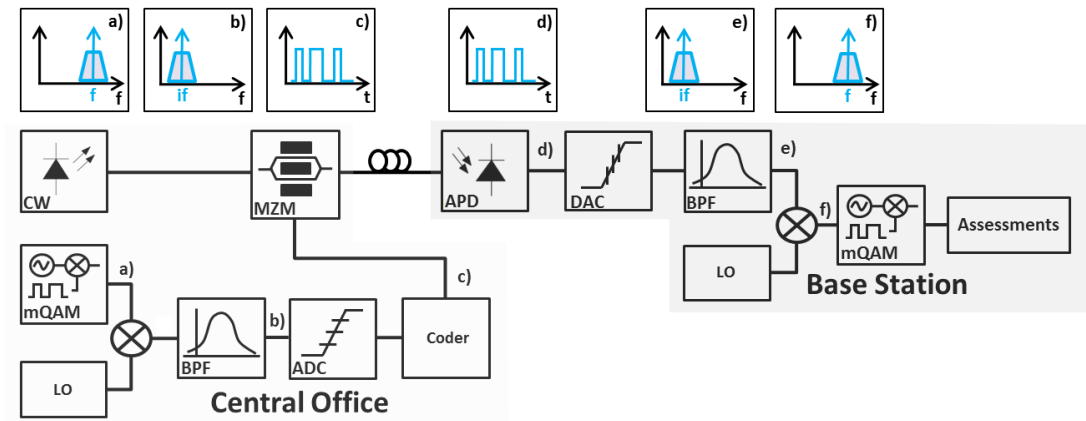 a)
f
f
b)
if
f
c)
t
d)
t
e)
if
f
f)
f
f
CW
MZM
APD
d)
DAC
BPF
e)
LO
f)
mQAM
Assessments
Base Station
mQAM
a)
LO
BPF
b)
ADC
c)
Coder
Central Office